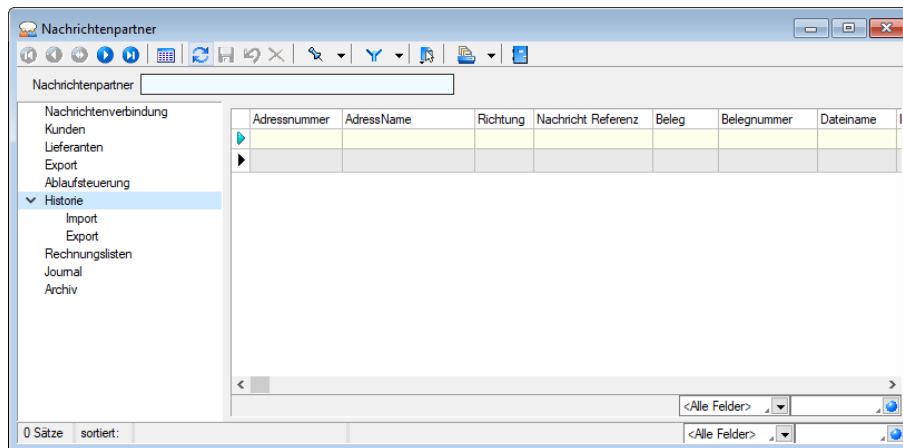 Nachrichtenpartner
Nachrichtenpartner
Nachrichtenverbindung
Kunden
Lieferanten
Export
Ablaufsteuerung
Historie
Import
Export
Rechnungslisten
Journal
Archiv
Adressnummer AdressName Richtung Nachricht Referenz Beleg Belegnummer Dateiname
<Alle Felder>
0 Sätze sortiert: <Alle Felder>